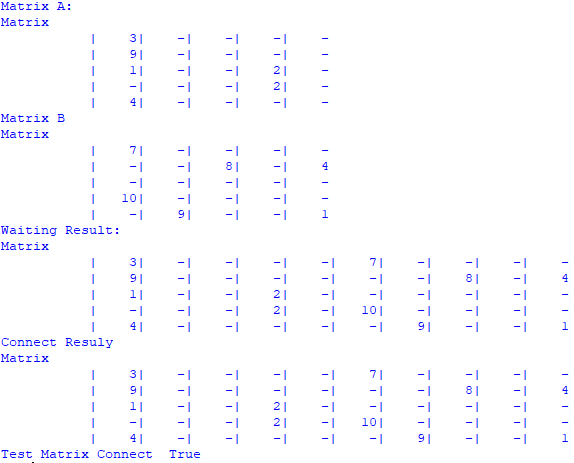 Matrix A:
Matrix
| 3| -| -| -| -
| 9| -| -| -| -
| 1| -| -| 2| -
| -| -| -| 2| -
| 4| -| -| -| -
Matrix B
Matrix
| 7| -| -| -| -
| -| -| 8| -| 4
| -| -| -| -| -
| 10| -| -| -| -
| -| 9| -| -| 1
Waiting Result:
Matrix
| 3| -| -| -| -| 7| -| -| -| -
| 9| -| -| -| -| -| -| 8| -| 4
| 1| -| -| 2| -| -| -| -| -| -
| -| -| -| 2| -| 10| -| -| -| -
| 4| -| -| -| -| -| 9| -| -| 1
Connect Resuly
Matrix
| 3| -| -| -| -| 7| -| -| -| -
| 9| -| -| -| -| -| -| 8| -| 4
| 1| -| -| 2| -| -| -| -| -| -
| -| -| -| 2| -| 10| -| -| -| -
| 4| -| -| -| -| -| 9| -| -| 1
Test Matrix Connect  True